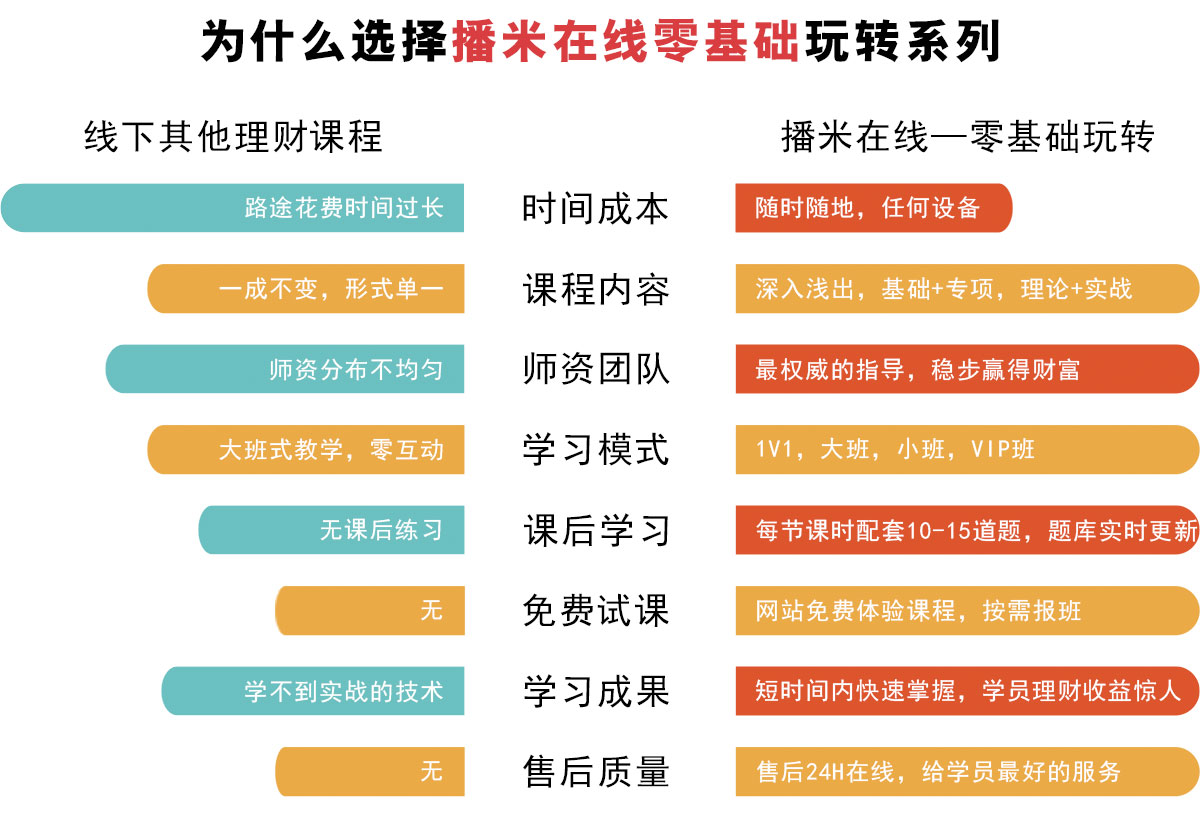 为什么选择播米在线零基础玩转系列
线下其他理财课程
播米在线—零基础玩转
路途花费时间过长
时间成本
随时随地，任何设备
一成不变，形式单一
课程内容
深入浅出，基础+专项，理论+实战
师资分布不均匀
师资团队
最权威的指导，稳步赢得财富
大班式教学，零互动
学习模式
1V1，大班，小班，VIP班
无课后练习
课后学习
每节课时配套10-15道题，题库实时更新
无
免费试课
网站免费体验课程，按需报班
学不到实战的技术
学习成果
短时间内快速掌握，学员理财收益惊人
无
售后质量
售后24H在线，给学员最好的服务